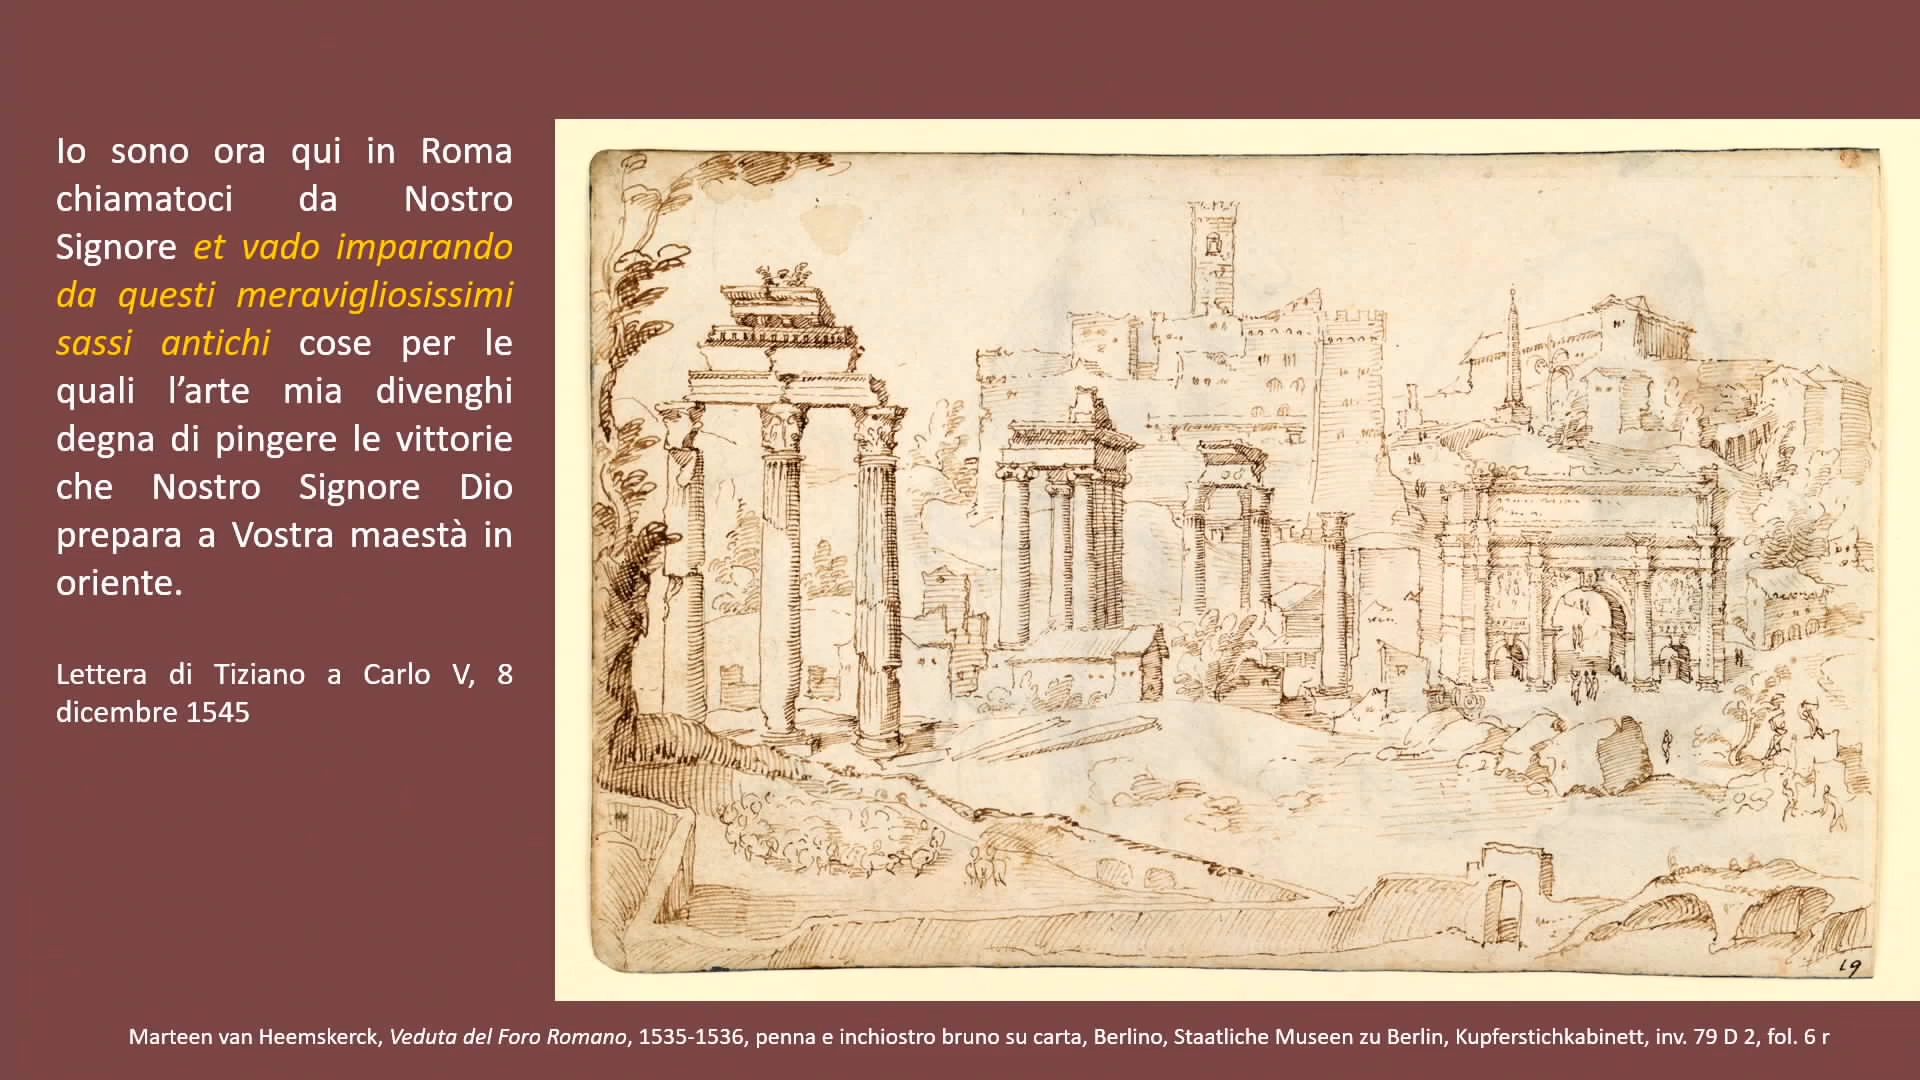 Io sono ora qui in Roma
chiamatoci da Nostro
Signore et vado imparando
da questi meravigliosissimi
sassi antichi cose per le
quali l’arte mia divenghi
degna di pingere le vittorie
che Nostro Signore Dio
prepara a Vostra maestà in
oriente.
Lettera di Tiziano a Carlo V, 8
dicembre 1545
19
Marteen van Heemskerck, Veduta del Foro Romano, 1535-1536, penna e inchiostro bruno su carta, Berlino, Staatliche Museen zu Berlin, Kupferstichkabinett, inv. 79 D 2, fol. 6 r